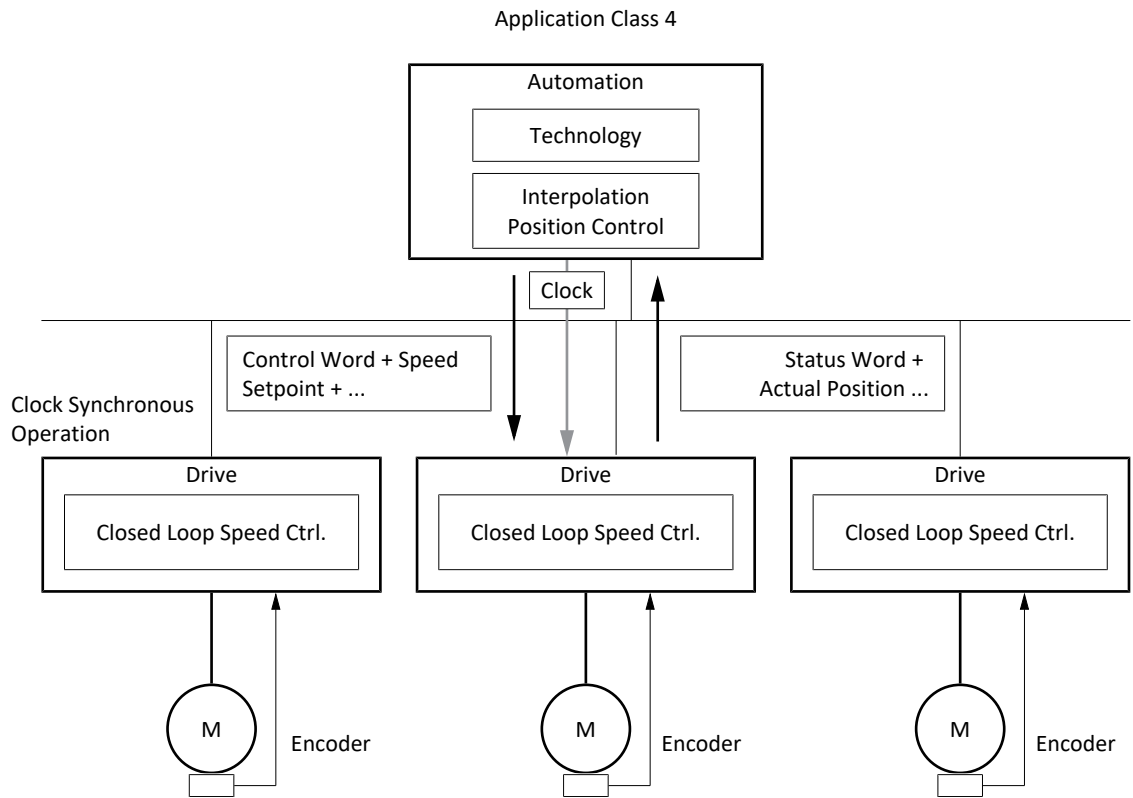 Application Class 4
Automation
Technology
Interpolation
Position Control
Clock
Control Word + Speed
Setpoint + ...
Status Word +
Actual Position ...
Clock Synchronous
Operation
Drive
Closed Loop Speed Ctrl.
Drive
Closed Loop Speed Ctrl.
Drive
Closed Loop Speed Ctrl.
M
Encoder
M
Encoder
M
Encoder